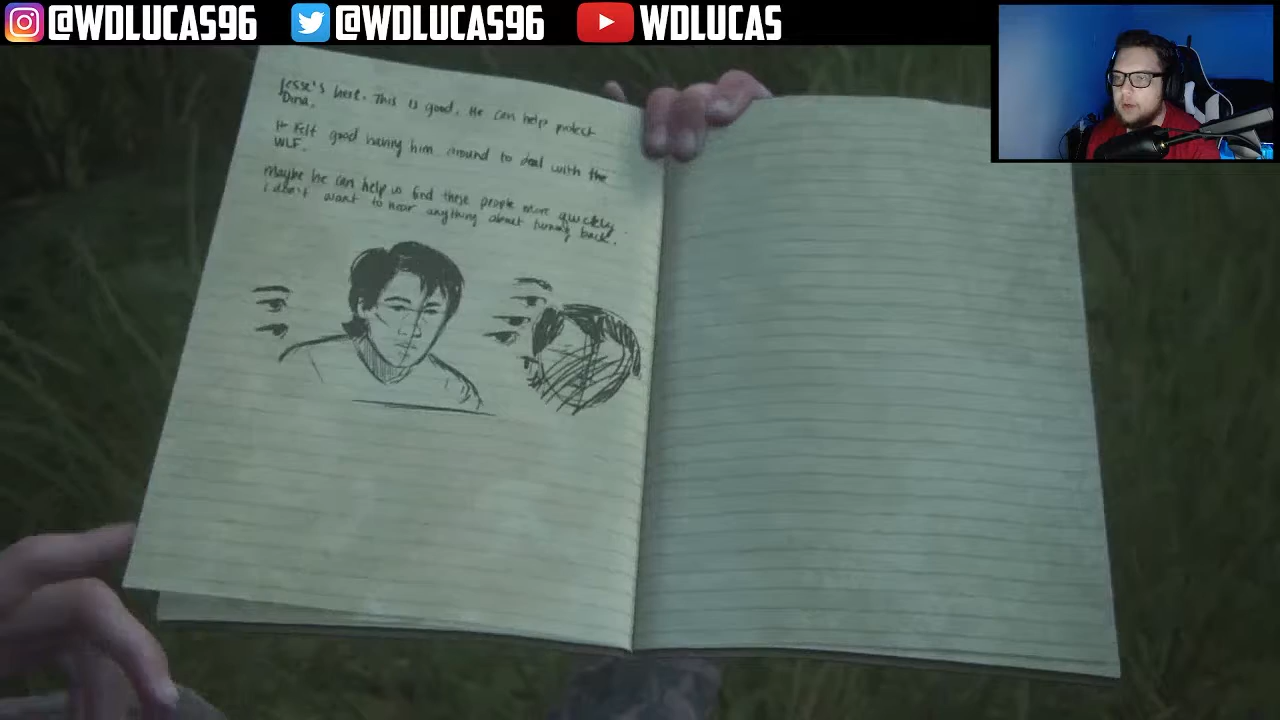 @WDLUCAS96 @WDLUCAS96 WDLUCAS
Jesse's here. This is good. He can help protect
Dina.
It felt good having him around to deal with the
WLF.
Maybe he can help us find these people more quickly.
I don't want to hear anything about turning back.